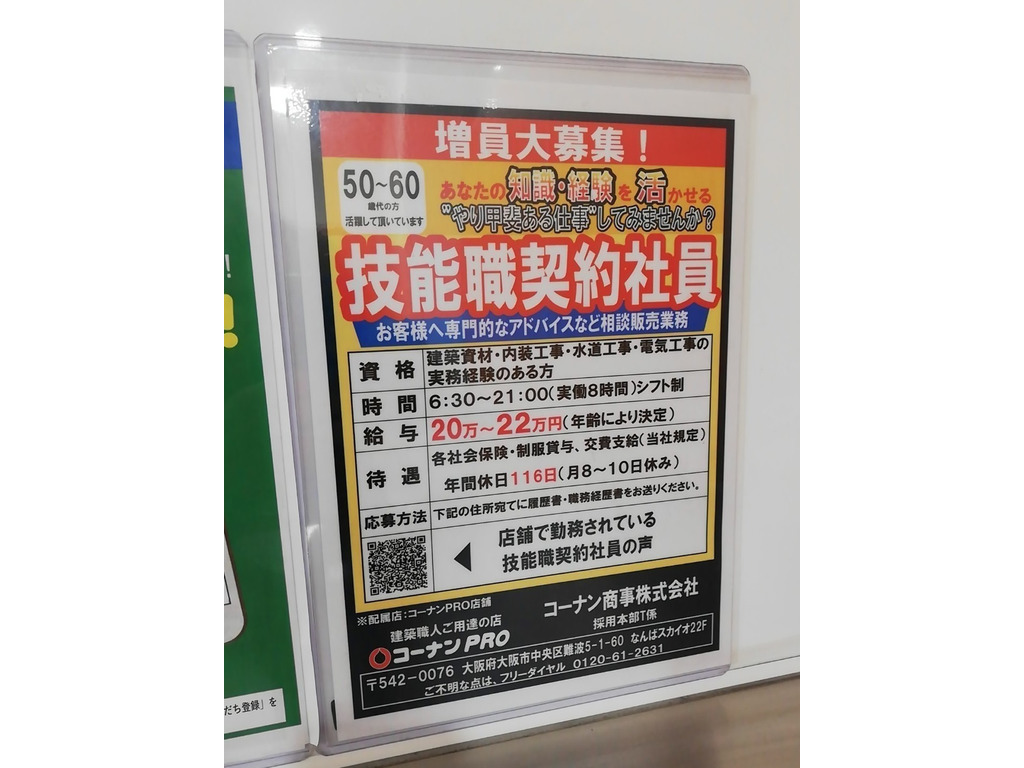 増員大募集！
50～60
歳代の方
活躍して頂いています
あなたの知識・経験を活かせる
"やり甲斐ある仕事"してみませんか？
技能職契約社員
お客様へ専門的なアドバイスなど相談販売業務
資格 建築資材・内装工事・水道工事・電気工事の
実務経験のある方
時間 6:30～21:00(実働8時間)シフト制
給与 20万～22万円(年齢により決定)
待遇 各社会保険・制服貸与、交費支給(当社規定)
年間休日116日(月8～10日休み)
応募方法 下記の住所宛てに履歴書・職務経歴書をお送りください。
店舗で勤務されている
技能職契約社員の声
※配属店：コーナンPRO店舗
建築職人ご用達の店
コーナンPRO
コーナン商事株式会社
採用本部T係
〒542-0076 大阪府大阪市中央区難波5-1-60 なんばスカイオ22F
ご不明な点は、フリーダイヤル 0120-61-2631
!
!
だち登録」を